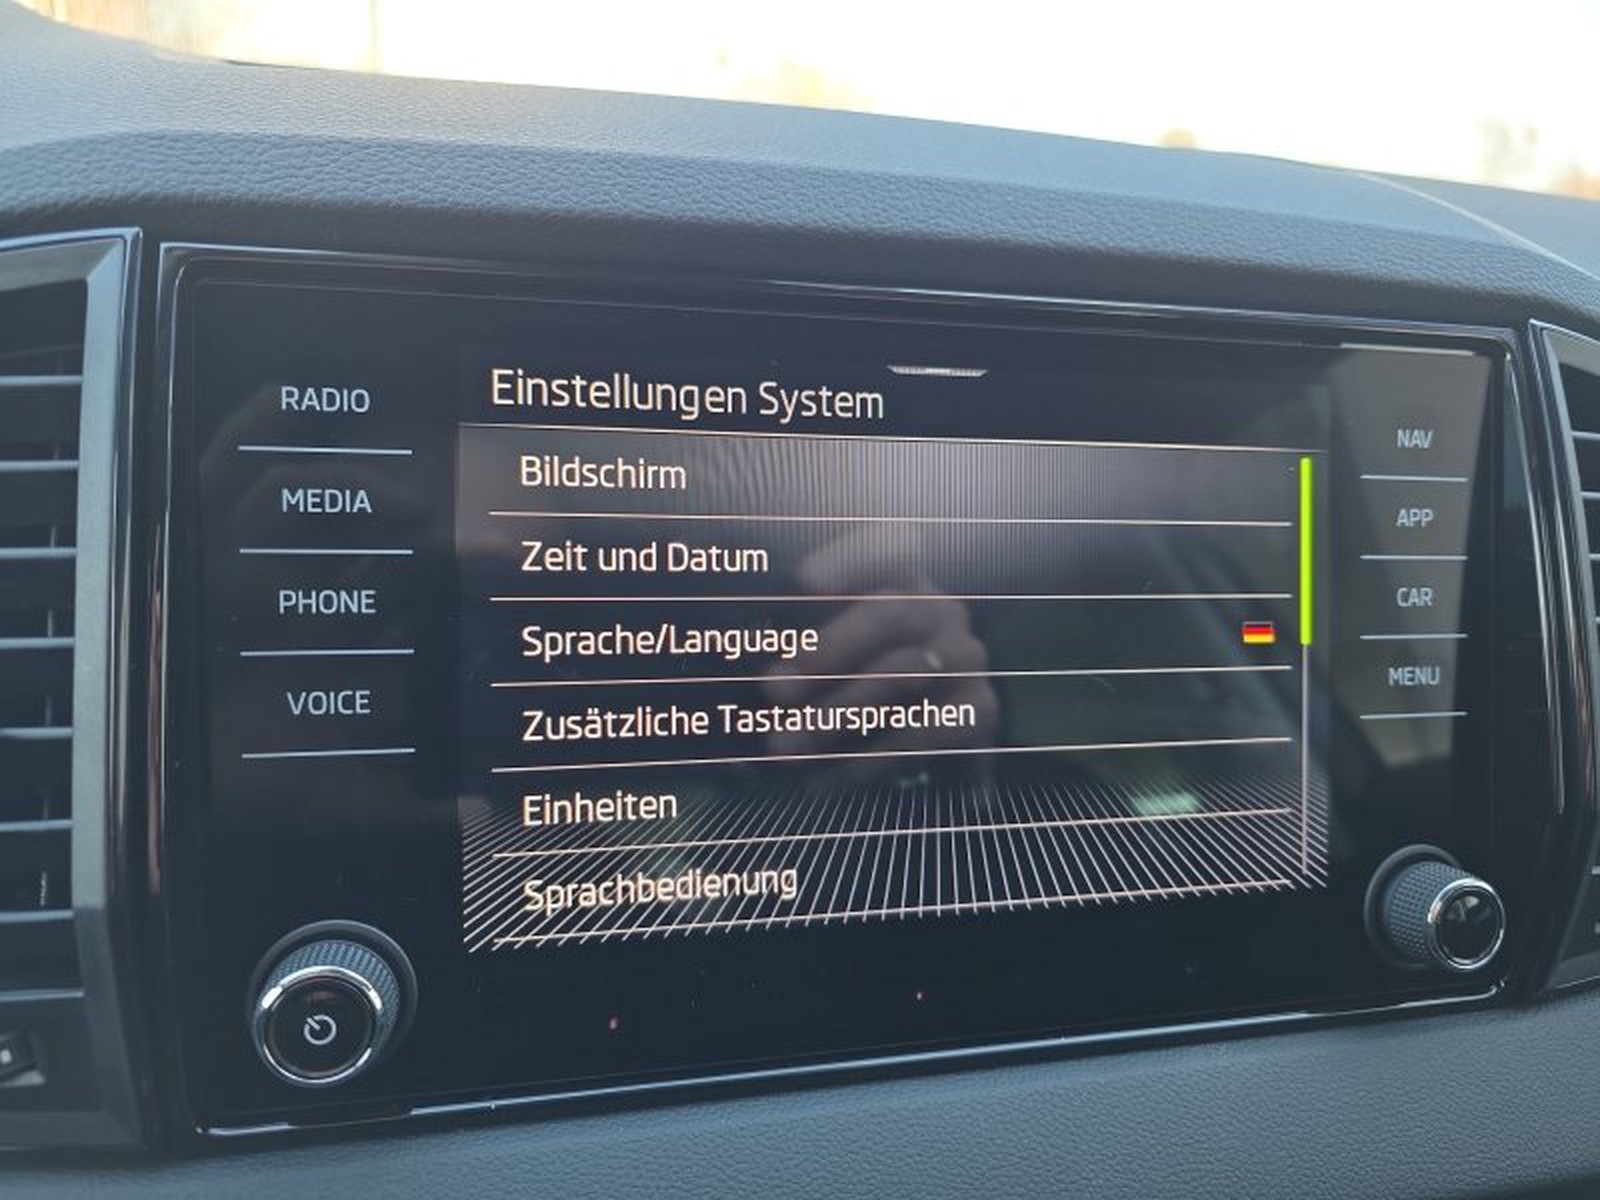 RADIO
MEDIA
PHONE
VOICE
Einstellungen System
Bildschirm
Zeit und Datum
Sprache/Language
Zusätzliche Tastatursprachen
Einheiten
Sprachbedienung
NAV
APP
CAR
MENU